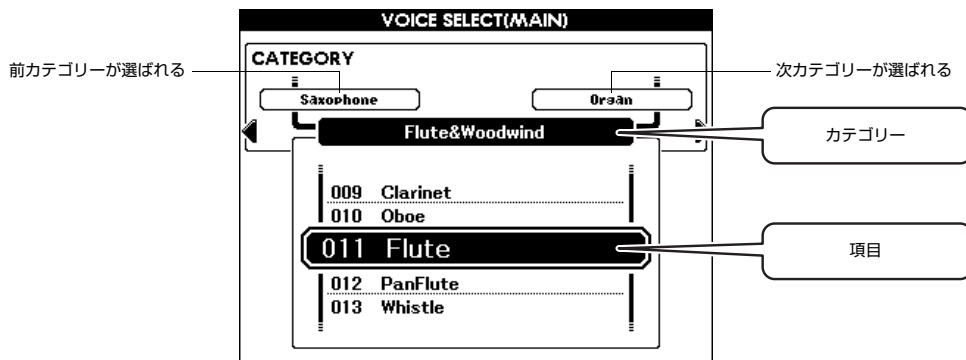 VOICE SELECT(MAIN)
CATEGORY
前カテゴリーが選ばれる
次カテゴリーが選ばれる
Saxophone
Organ
Flute&Woodwind
カテゴリー
009 Clarinet
010 Oboe
011 Flute
項目
012 PanFlute
013 Whistle